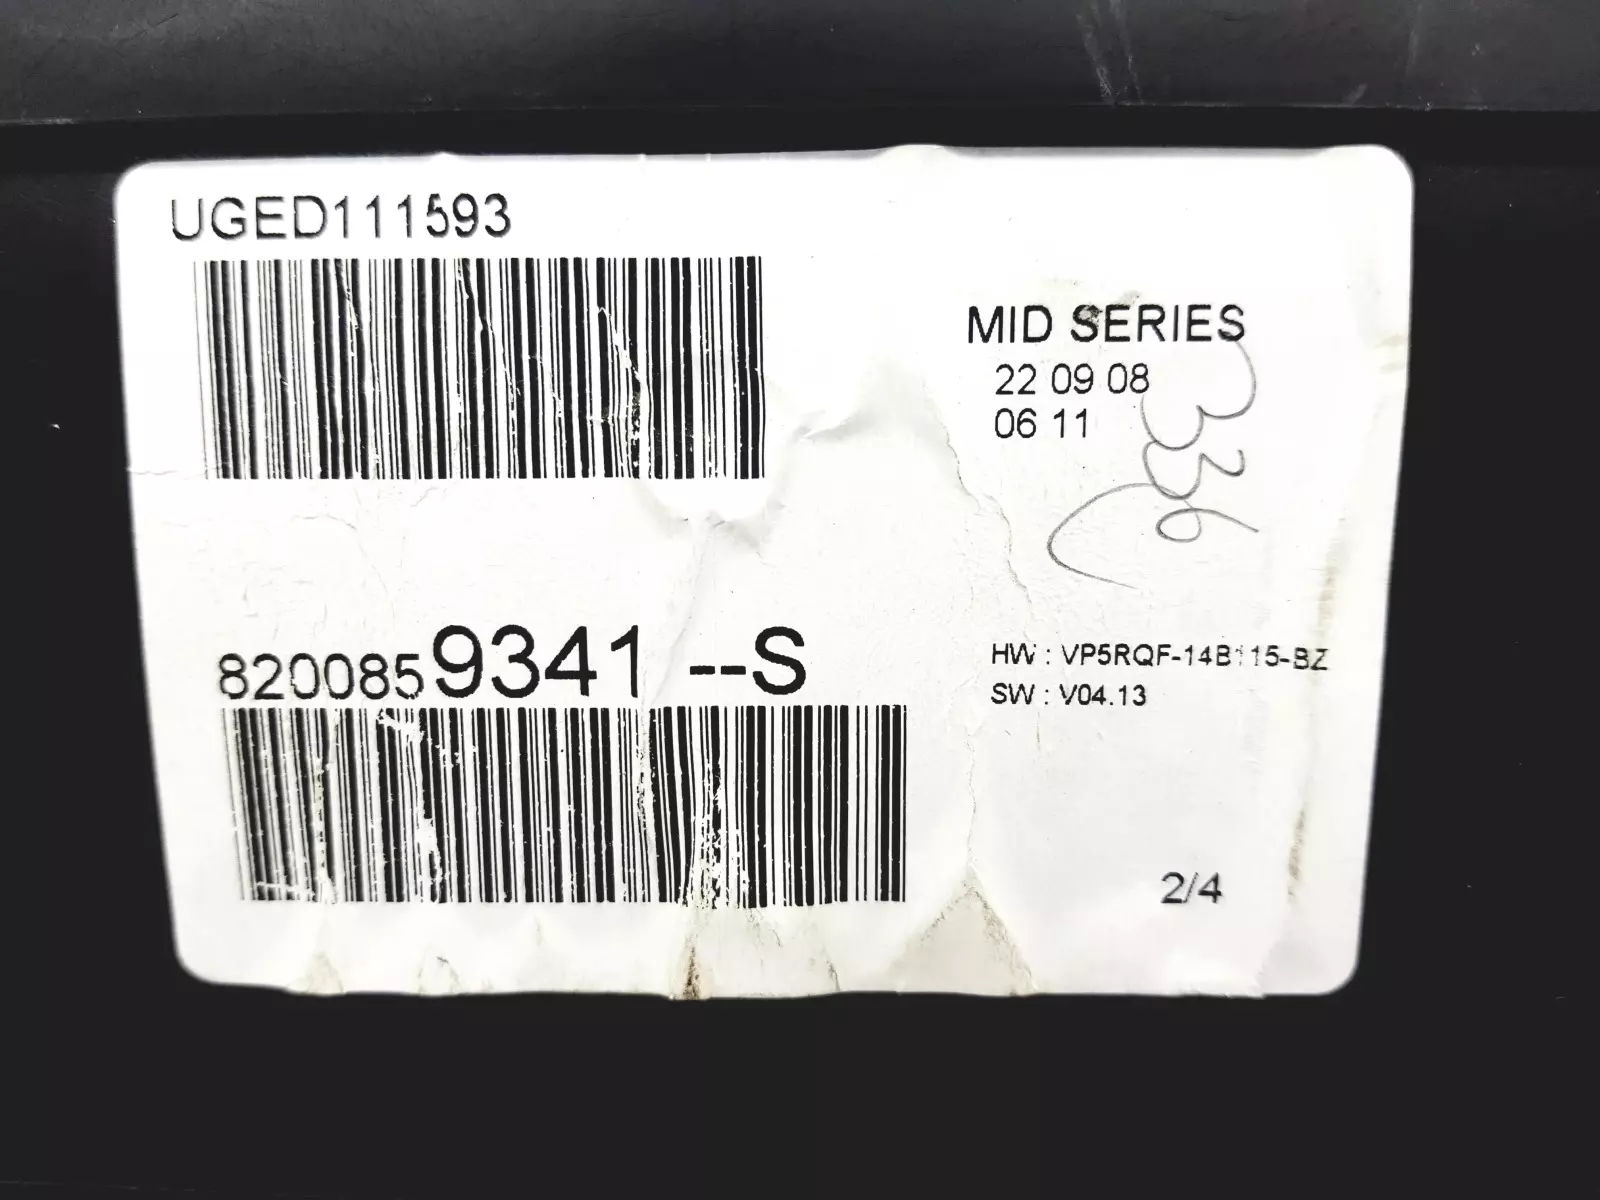 UGED111593
MID SERIES
22 09 08
06 11
336
8200859341 --S
HW : VP5RQF-14B115-BZ
SW : V04.13
2/4